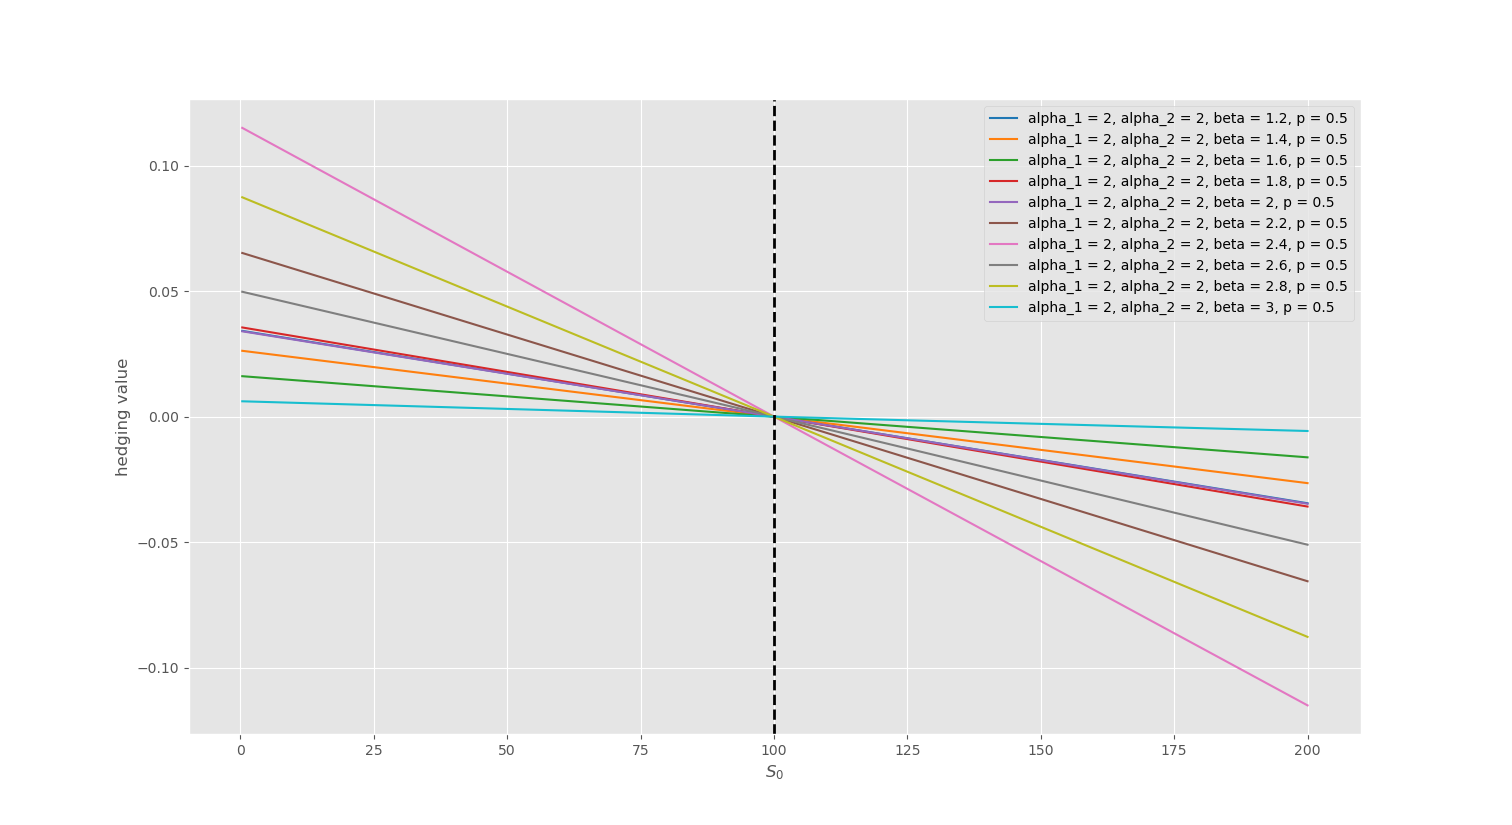 alpha_1 = 2, alpha_2 = 2, beta = 1.2, p = 0.5
alpha_1 = 2, alpha_2 = 2, beta = 1.4, p = 0.5
alpha_1 = 2, alpha_2 = 2, beta = 1.6, p = 0.5
alpha_1 = 2, alpha_2 = 2, beta = 1.8, p = 0.5
alpha_1 = 2, alpha_2 = 2, beta = 2, p = 0.5
alpha_1 = 2, alpha_2 = 2, beta = 2.2, p = 0.5
alpha_1 = 2, alpha_2 = 2, beta = 2.4, p = 0.5
alpha_1 = 2, alpha_2 = 2, beta = 2.6, p = 0.5
alpha_1 = 2, alpha_2 = 2, beta = 2.8, p = 0.5
alpha_1 = 2, alpha_2 = 2, beta = 3, p = 0.5
hedging value
0.10
0.05
0.00
−0.05
−0.10
0 25 50 75 100 125 150 175 200
S₀